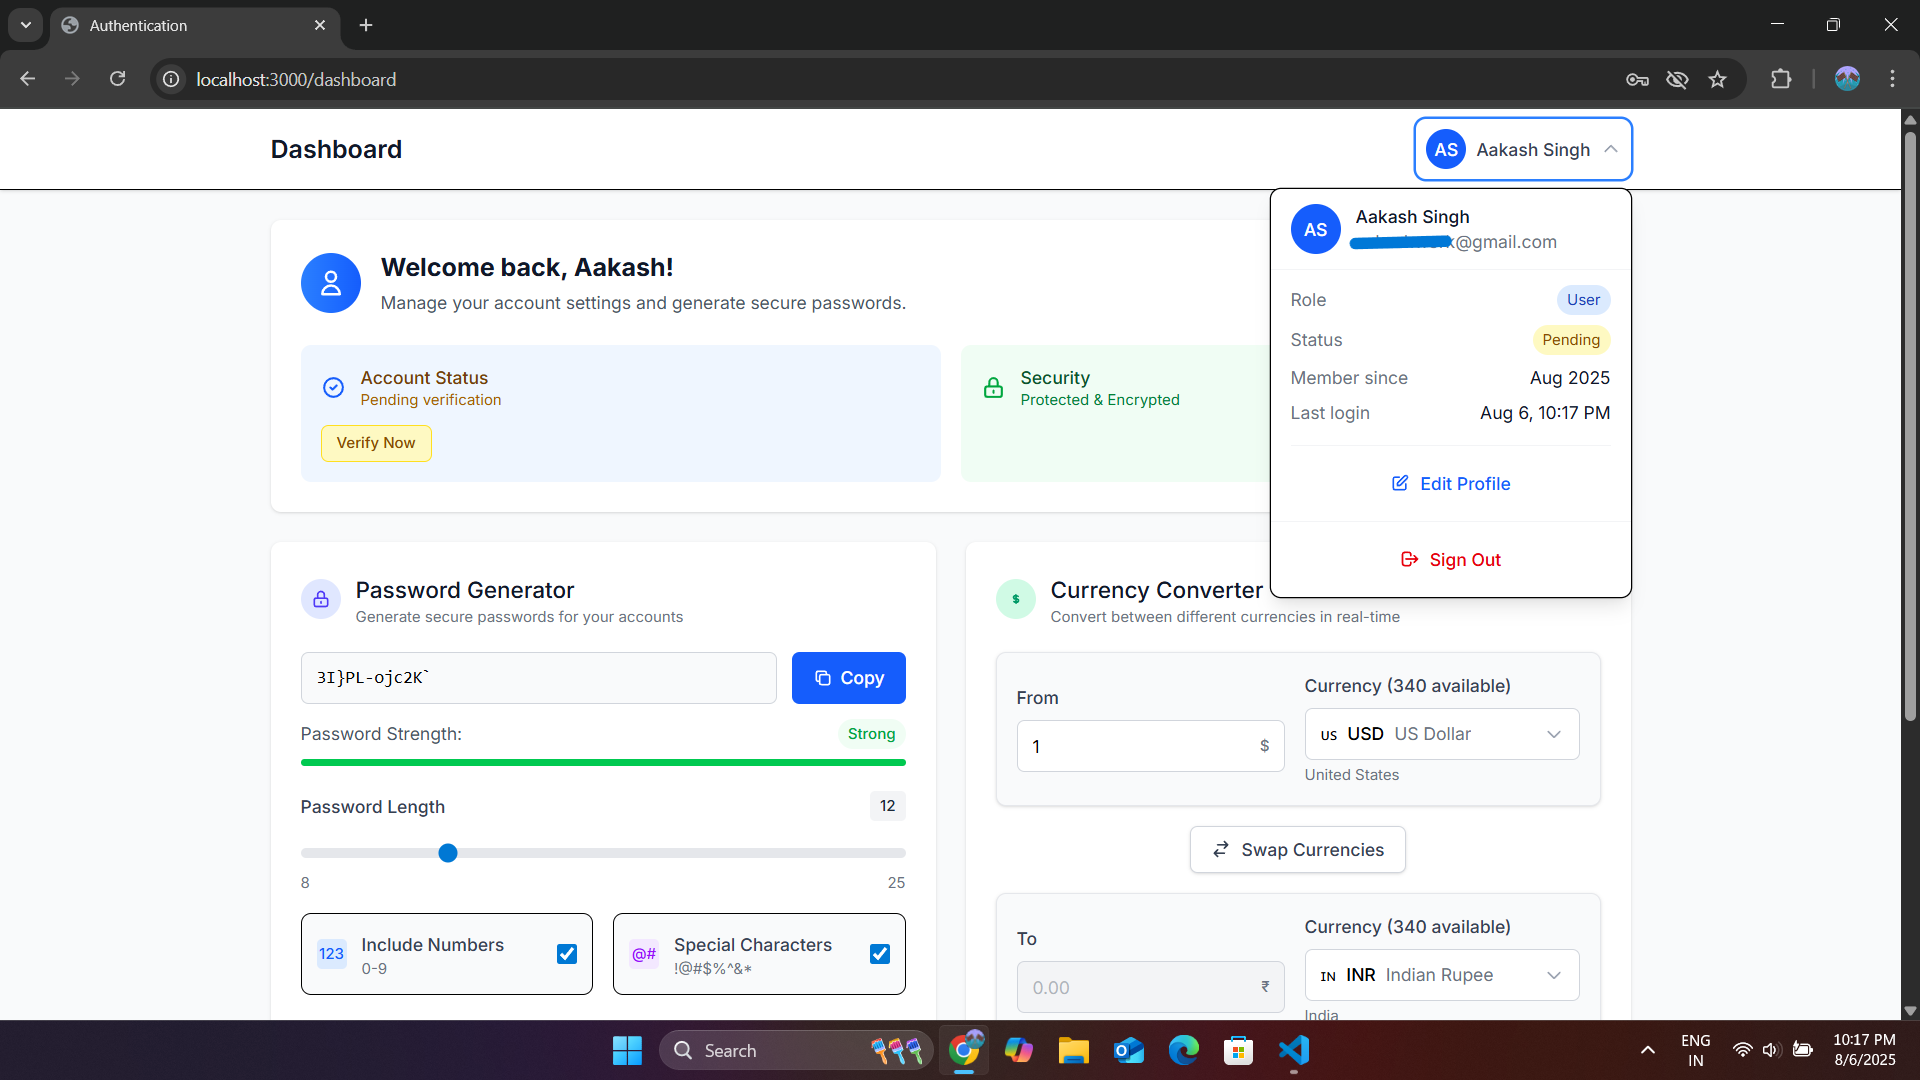 Authentication
localhost:3000/dashboard
Dashboard
AS Aakash Singh
AS Aakash Singh
@gmail.com
Role User
Status Pending
Member since Aug 2025
Last login Aug 6, 10:17 PM
Edit Profile
Sign Out
Welcome back, Aakash!
Manage your account settings and generate secure passwords.
Account Status
Pending verification
Verify Now
Security
Protected & Encrypted
Password Generator
Generate secure passwords for your accounts
3I}PL-ojc2K`
Copy
Password Strength: Strong
Password Length 12
8 25
123 Include Numbers
0-9
@# Special Characters
!@#$%^&*
$ Currency Converter
Convert between different currencies in real-time
From
1 $
Currency (340 available)
US USD US Dollar
United States
Swap Currencies
To
0.00 ₹
Currency (340 available)
IN INR Indian Rupee
India
Search
ENG
IN
10:17 PM
8/6/2025